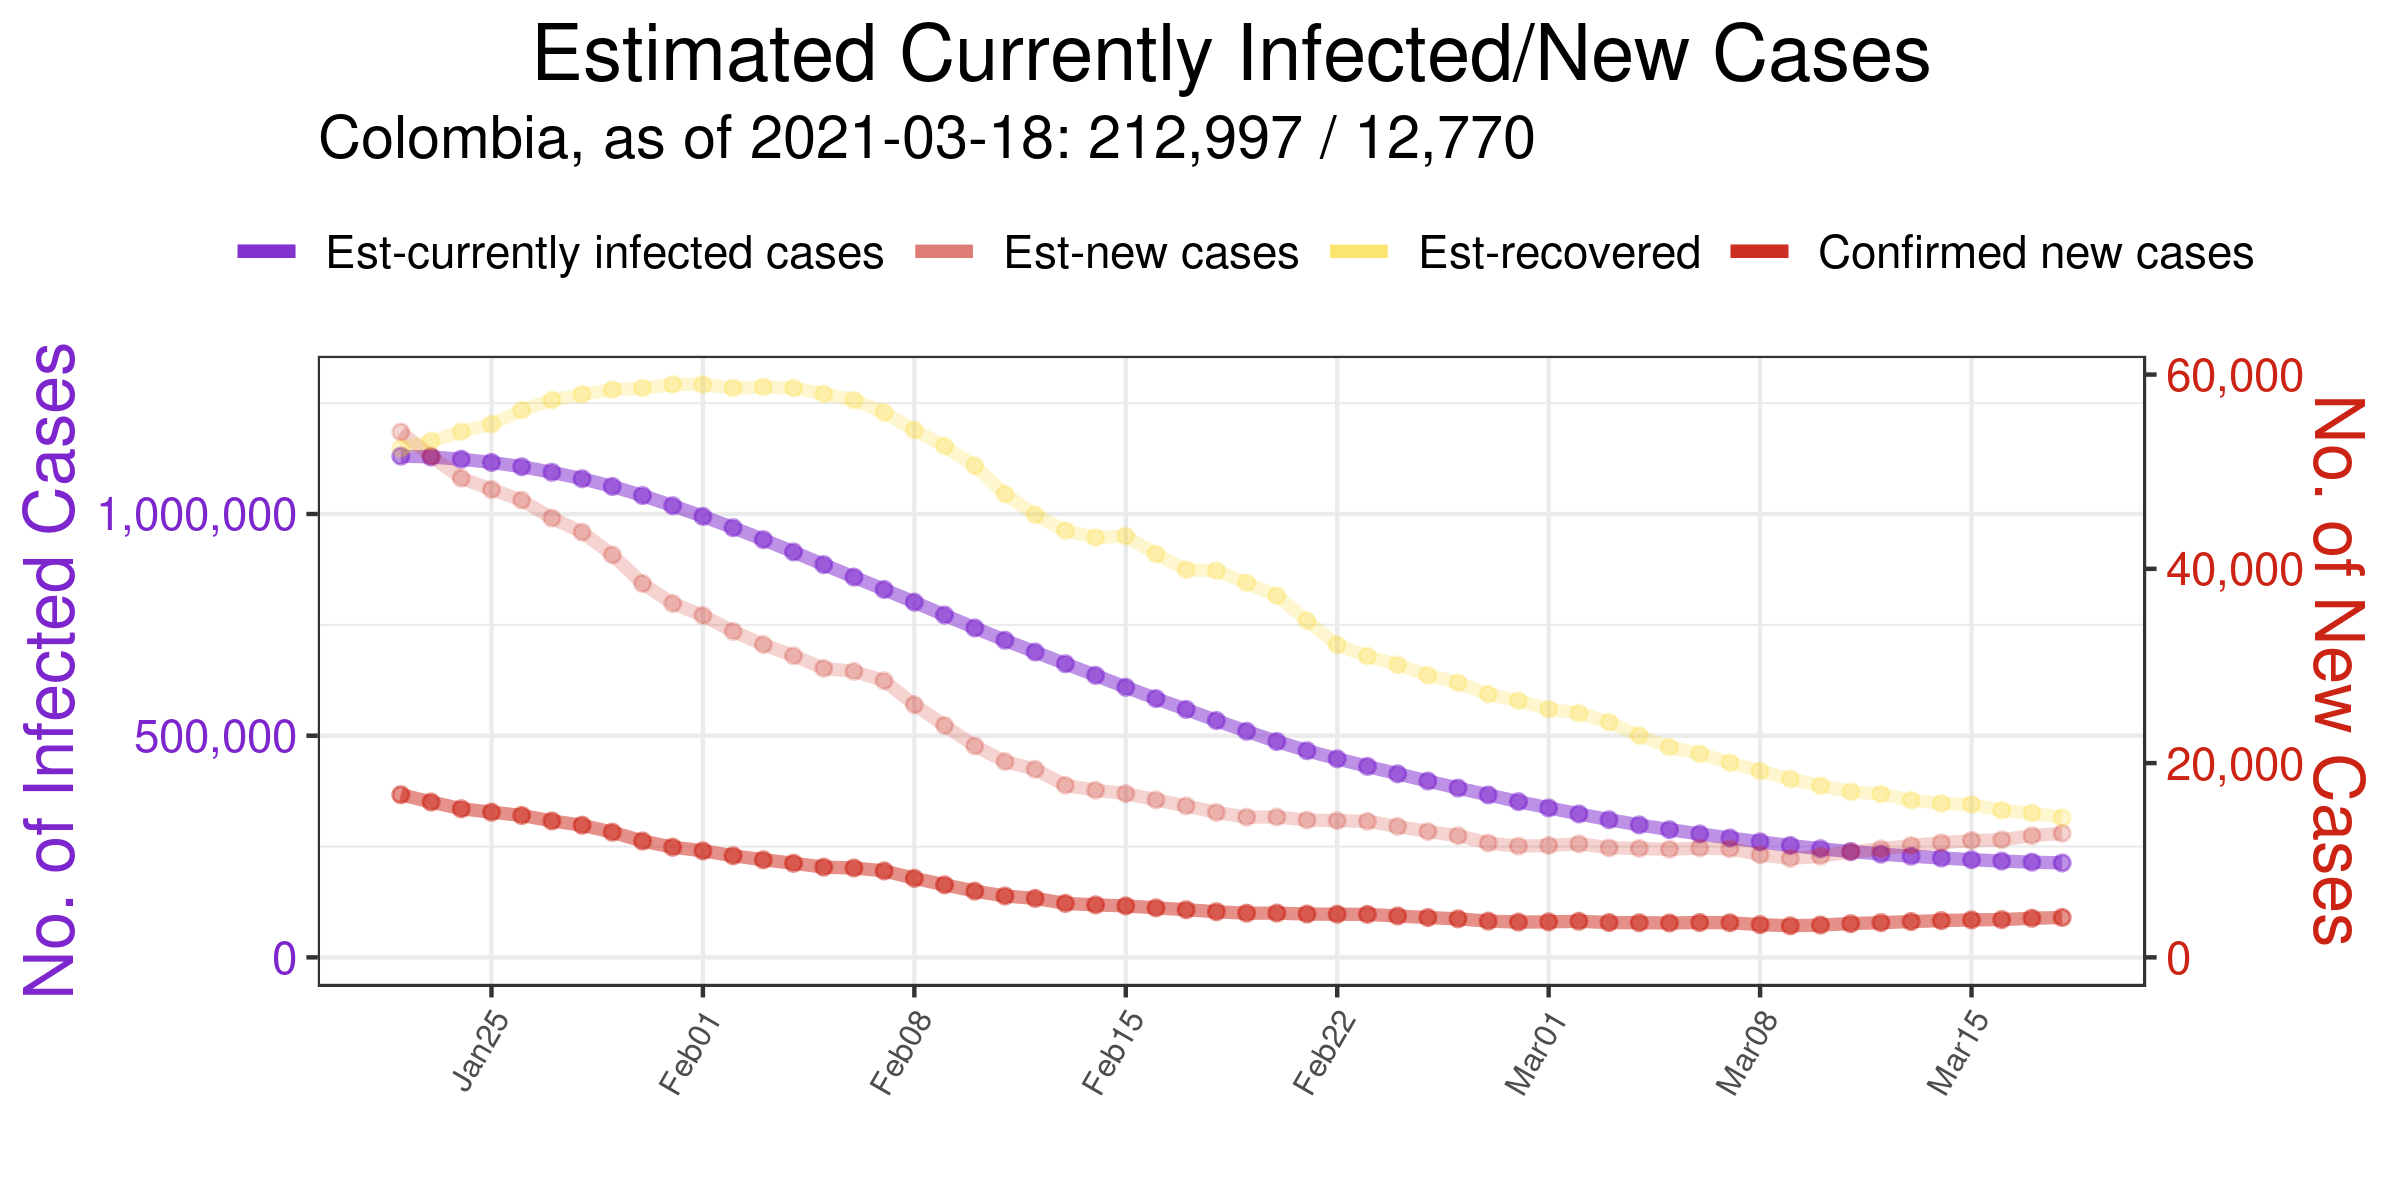 Estimated Currently Infected/New Cases
Colombia, as of 2021-03-18: 212,997 / 12,770
Est-currently infected cases Est-new cases Est-recovered Confirmed new cases
No. of Infected Cases
1,000,000
500,000
0
60,000
40,000
20,000
0
No. of New Cases
Jan25 Feb01 Feb08 Feb15 Feb22 Mar01 Mar08 Mar15